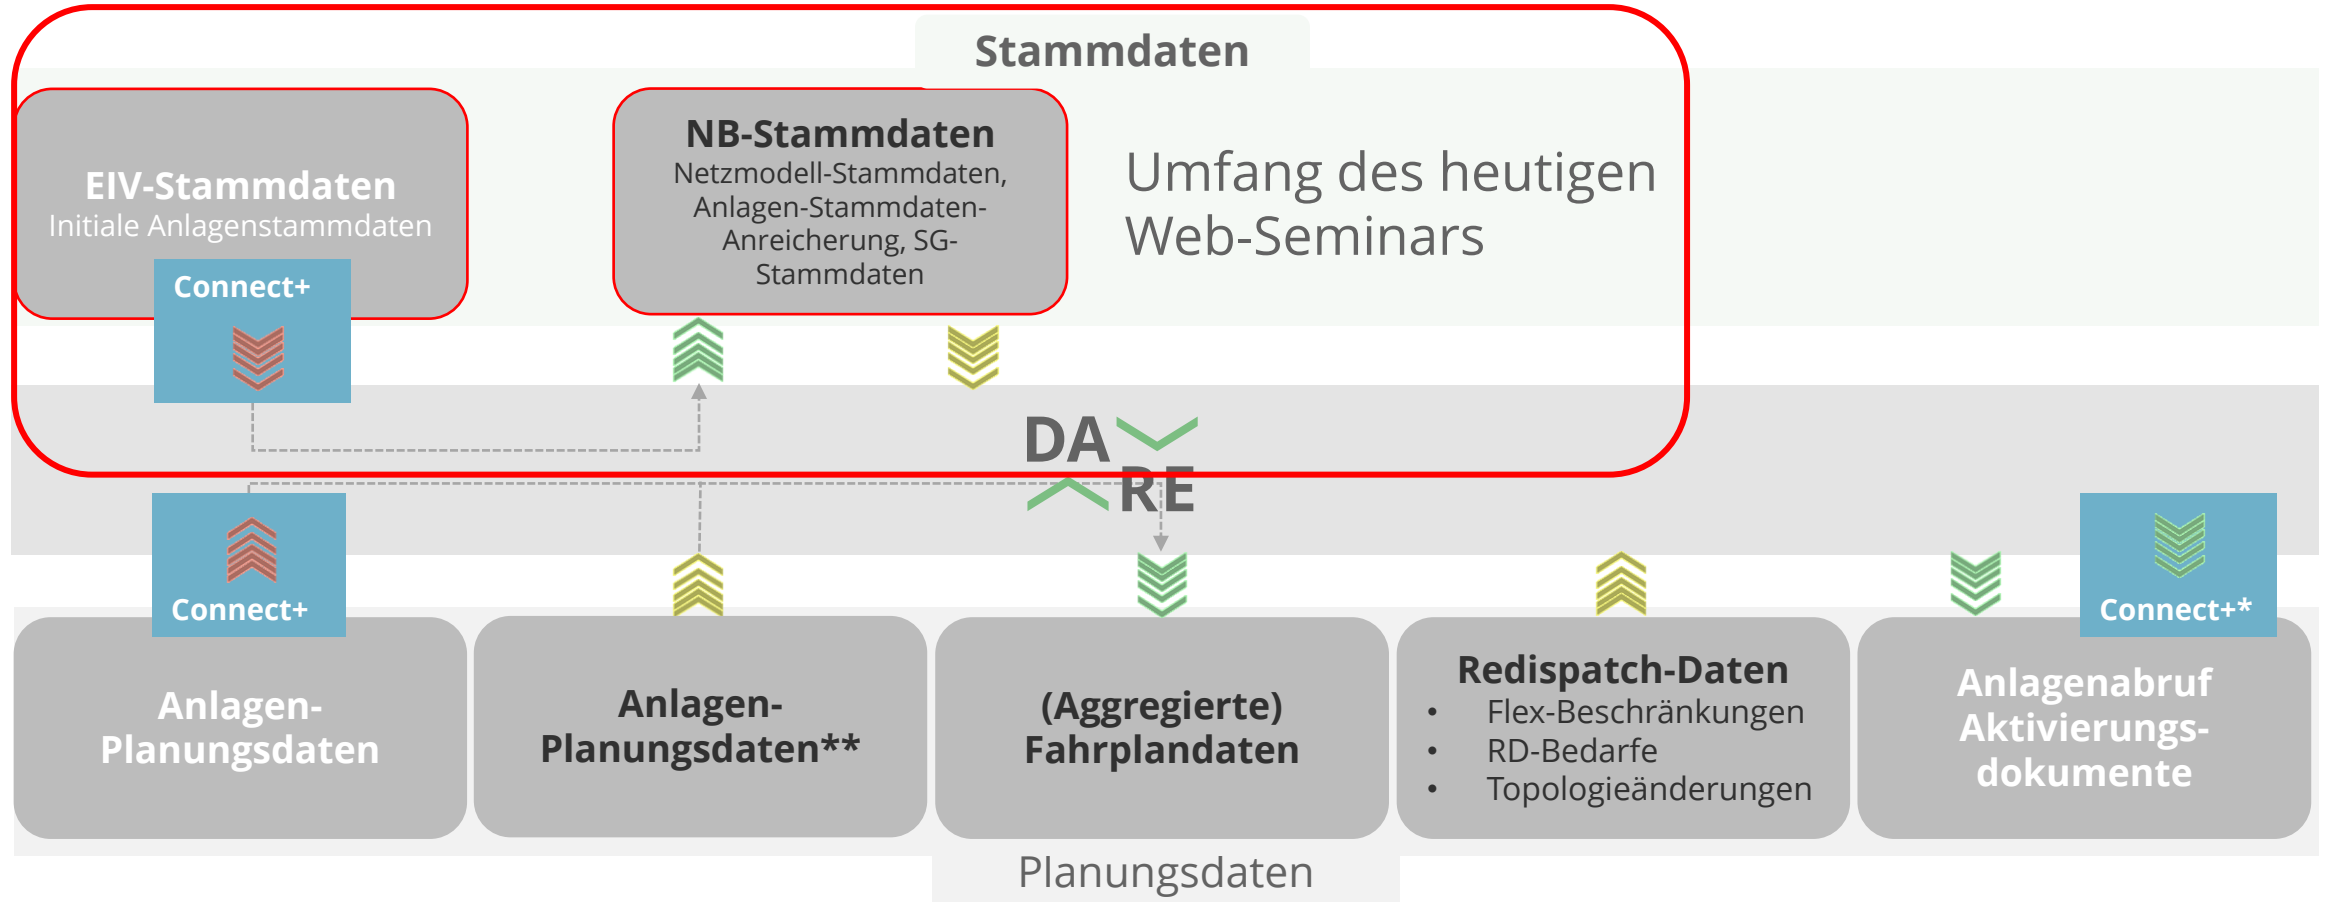 Stammdaten
EIV-Stammdaten
Initiale Anlagenstammdaten
Connect+
NB-Stammdaten
Netzmodell-Stammdaten,
Anlagen-Stammdaten-
Anreicherung, SG-
Stammdaten
Umfang des heutigen
Web-Seminars
DA
RE
Connect+
Anlagen-
Planungsdaten
Anlagen-
Planungsdaten**
(Aggregierte)
Fahrplandaten
Redispatch-Daten
• Flex-Beschränkungen
• RD-Bedarfe
• Topologieänderungen
Connect+*
Anlagenabruf
Aktivierungs-
dokumente
Planungsdaten